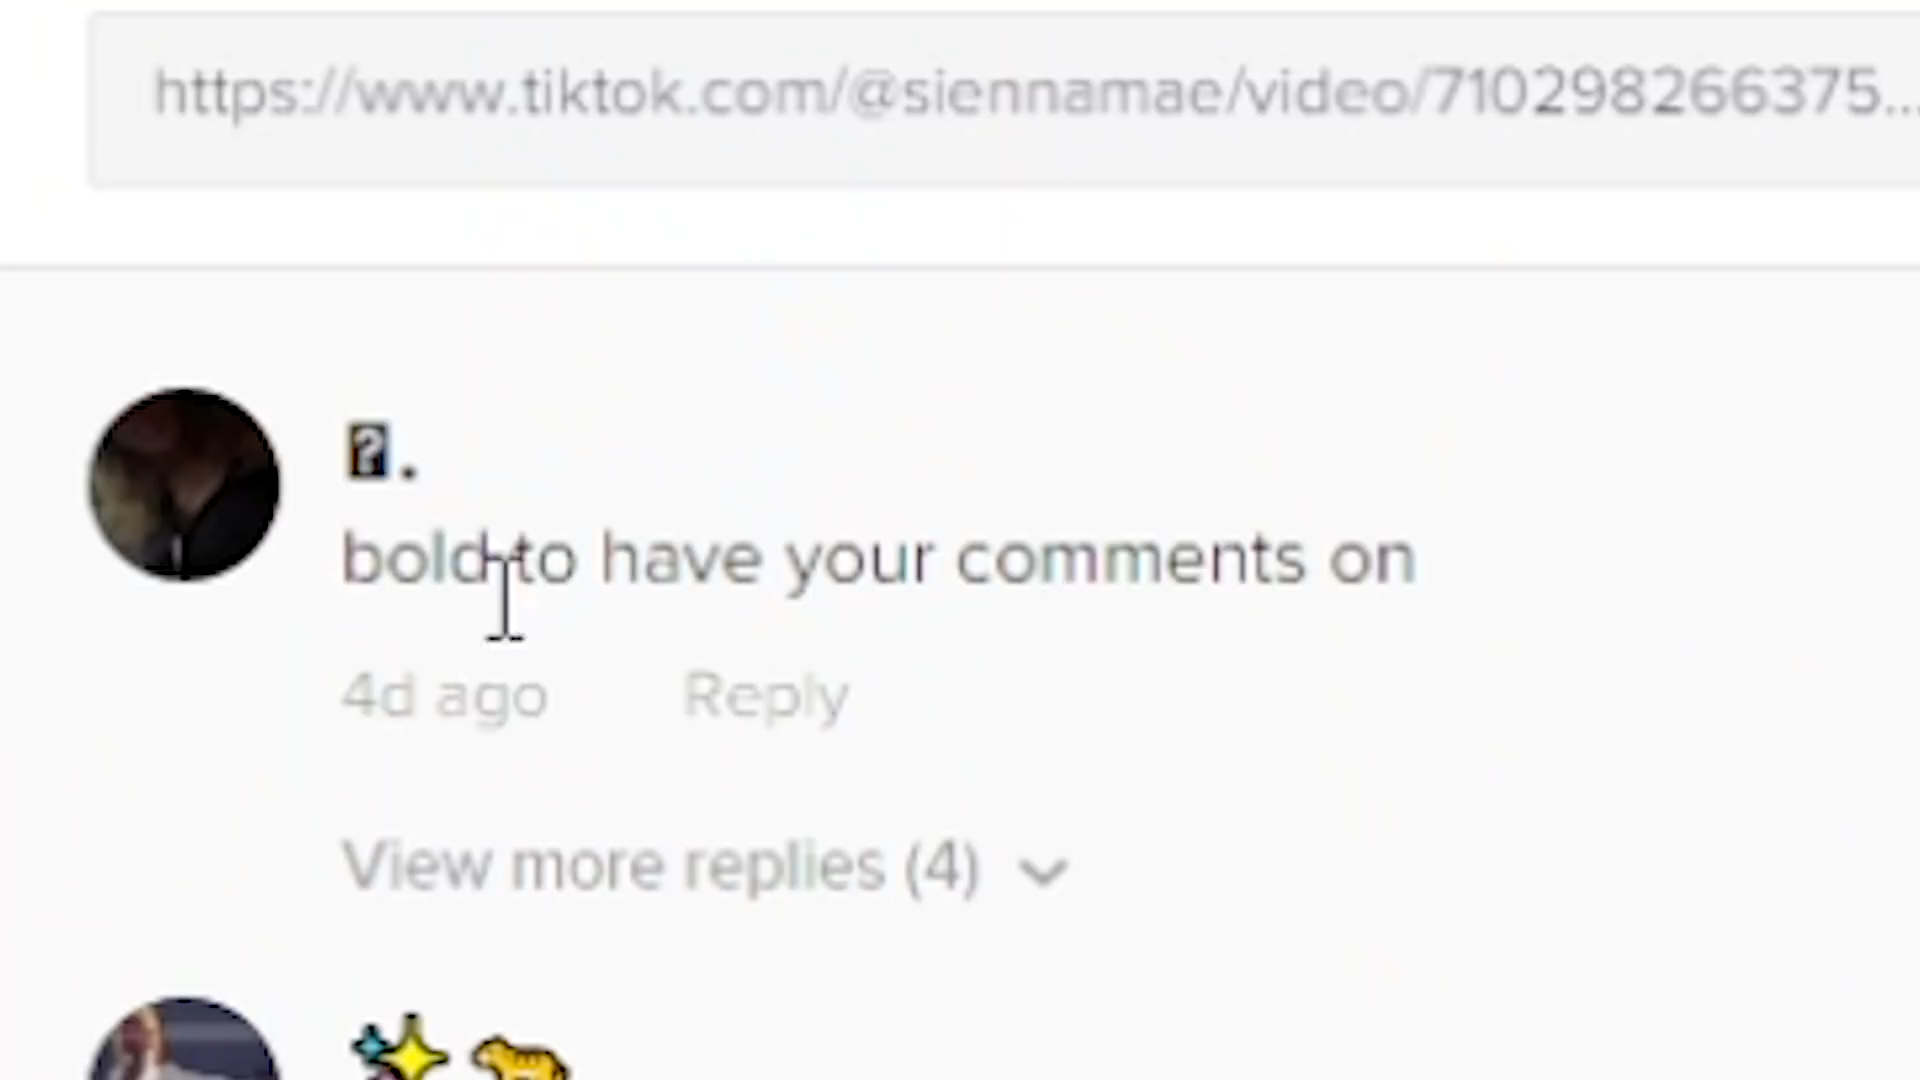 https://www.tiktok.com/@siennamae/video/710298266375...
�.
bold to have your comments on
4d ago Reply
View more replies (4)
✨🐅